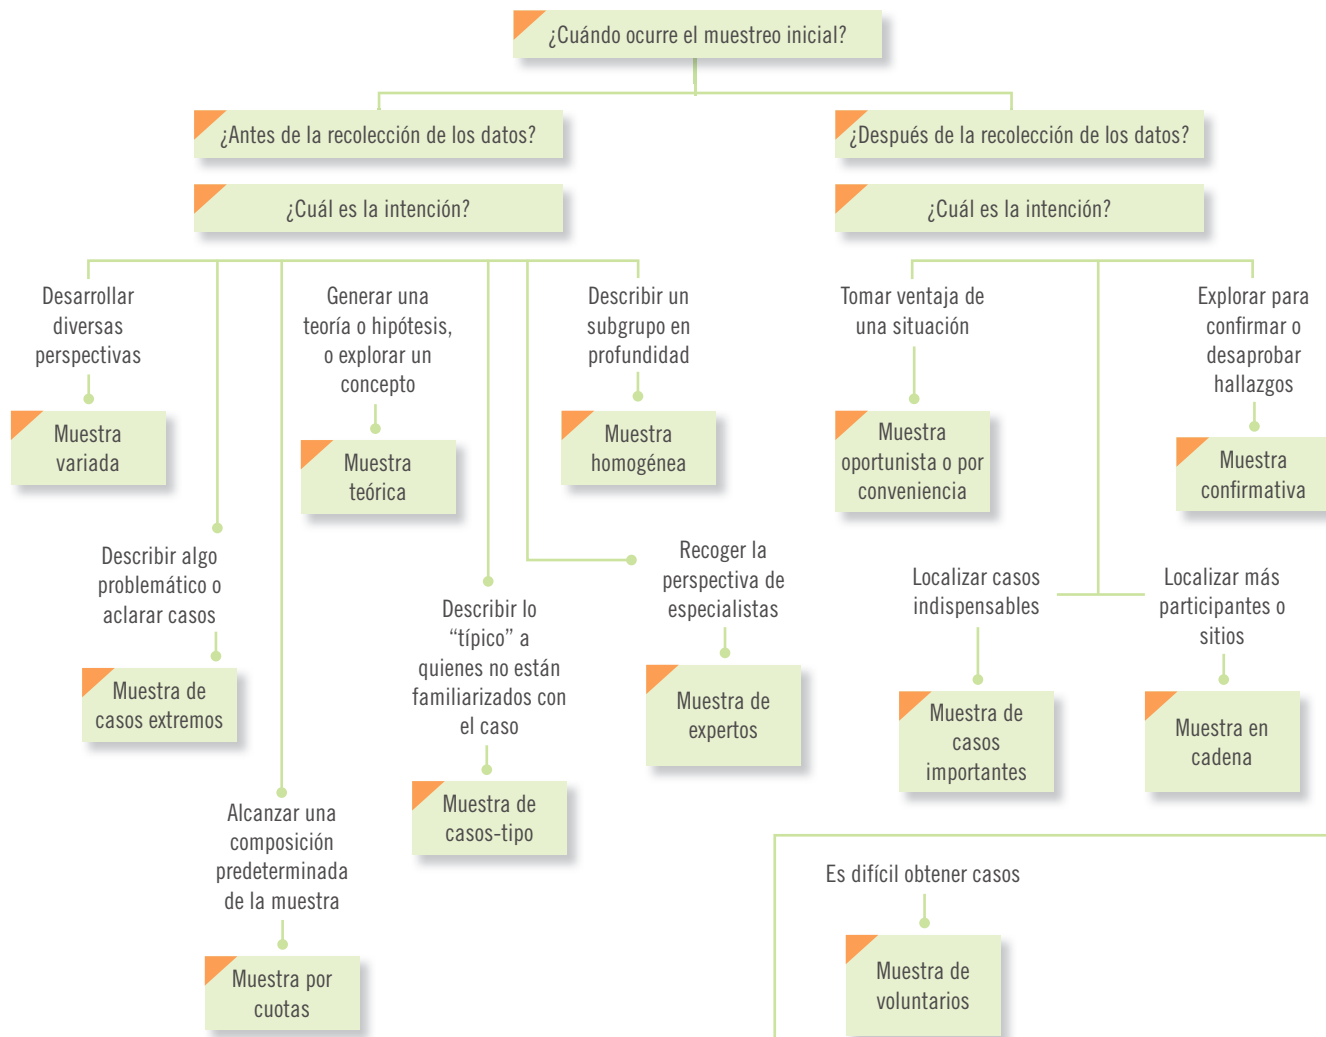 ¿Cuándo ocurre el muestreo inicial?
¿Antes de la recolección de los datos?
¿Después de la recolección de los datos?
¿Cuál es la intención?
¿Cuál es la intención?
Desarrollar
diversas
perspectivas
Generar una
teoría o hipótesis,
o explorar un
concepto
Describir un
subgrupo en
profundidad
Tomar ventaja de
una situación
Explorar para
confirmar o
desaprobar
hallazgos
Muestra
variada
Muestra
teórica
Muestra
homogénea
Muestra
oportunista o por
conveniencia
Muestra
confirmativa
Describir algo
problemático o
aclarar casos
Describir lo
“típico” a
quienes no están
familiarizados con
el caso
Recoger la
perspectiva de
especialistas
Localizar casos
indispensables
Localizar más
participantes o
sitios
Muestra de
casos extremos
Muestra de
expertos
Muestra de
casos
importantes
Muestra en
cadena
Alcanzar una
composición
predeterminada
de la muestra
Muestra de
casos-tipo
Es difícil obtener casos
Muestra por
cuotas
Muestra de
voluntarios